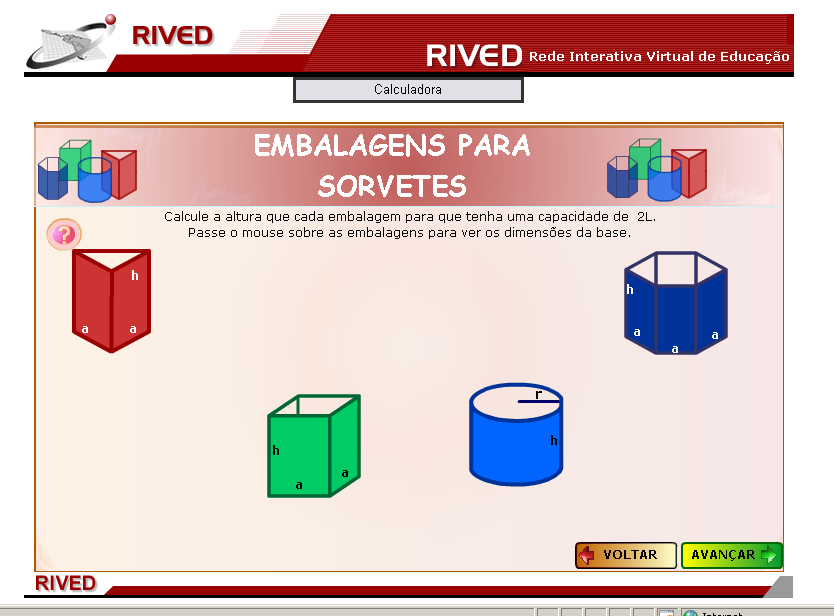 RIVED
RIVED Rede Interativa Virtual de Educação
Calculadora
EMBALAGENS PARA
SORVETES
Calcule a altura que cada embalagem para que tenha uma capacidade de 2L.
Passe o mouse sobre as embalagens para ver os dimensões da base.
?
h
a a
h
a
a
a
r
h
h
a
a
VOLTAR
AVANÇAR
RIVED
Internet